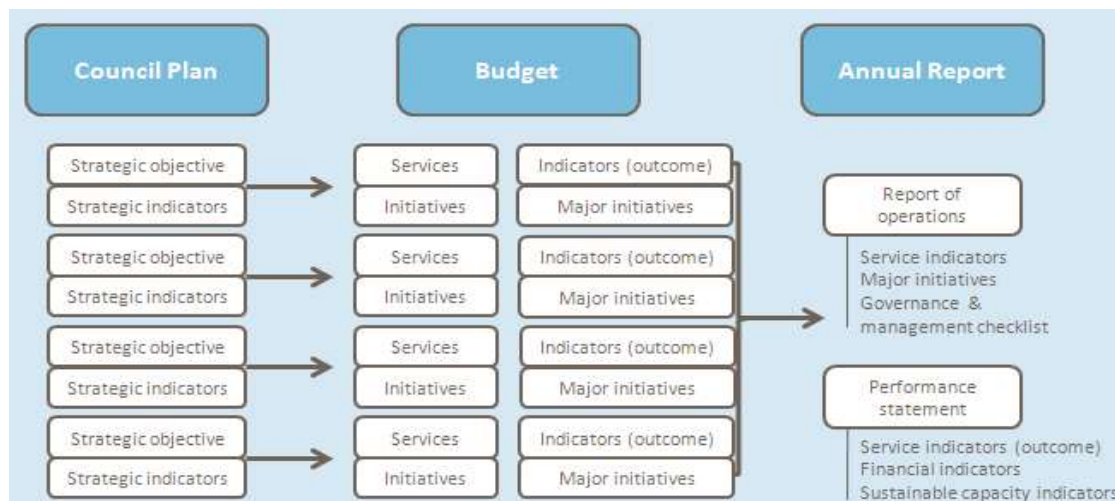 Council Plan
Budget
Annual Report
Strategic objective
Strategic indicators
Services
Initiatives
Indicators (outcome)
Major initiatives
Strategic objective
Strategic indicators
Services
Initiatives
Indicators (outcome)
Major initiatives
Strategic objective
Strategic indicators
Services
Initiatives
Indicators (outcome)
Major initiatives
Strategic objective
Strategic indicators
Services
Initiatives
Indicators (outcome)
Major initiatives
Report of
operations
Service indicators
Major initiatives
Governance &
management checklist
Performance
statement
Service indicators (outcome)
Financial indicators
Sustainable capacity indicators